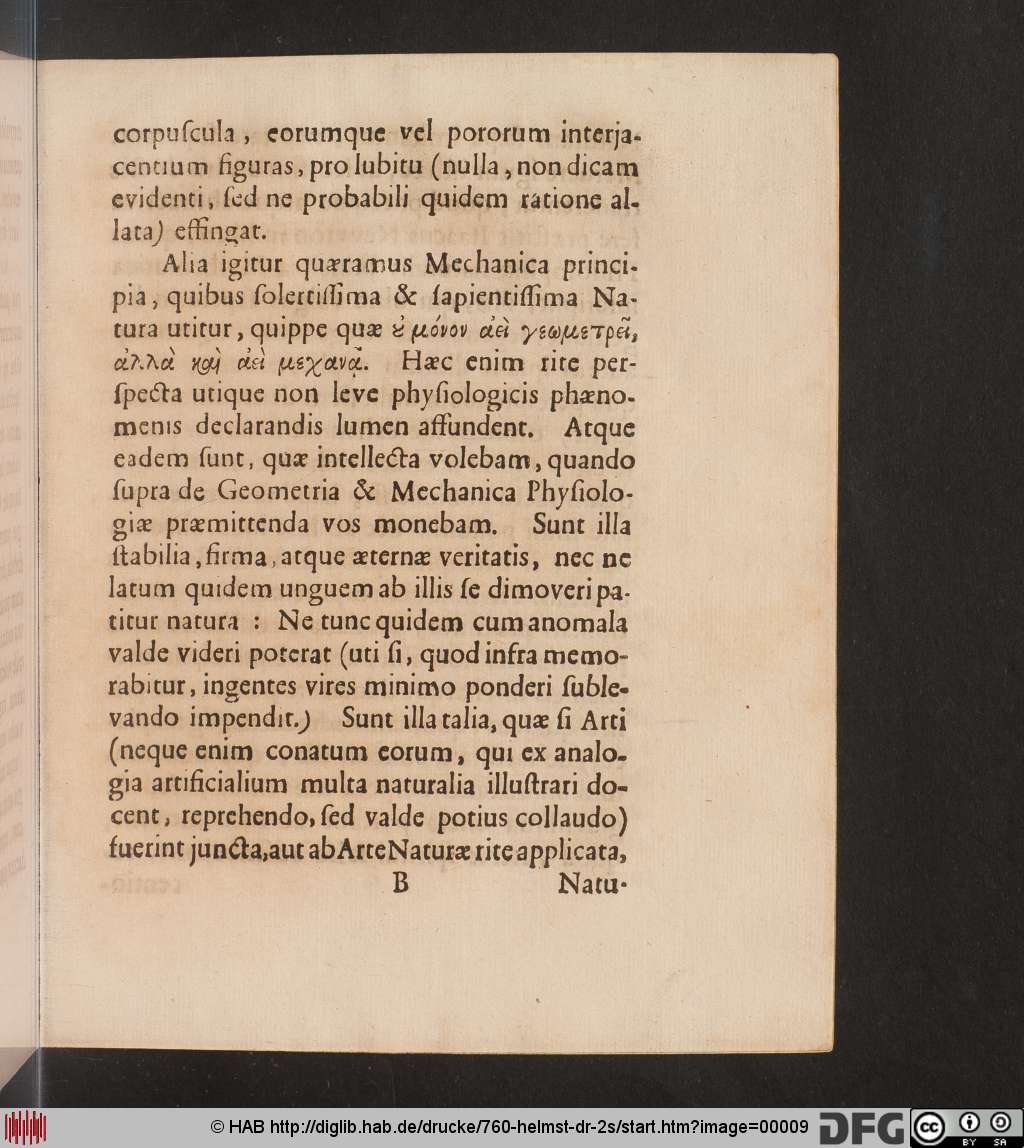 corpuſcula, eorumque vel pororum interja-
centium figuras, pro lubitu (nulla, non dicam
evidenti, ſed ne probabili quidem ratione al-
lata) effingat.
Alia igitur quæramus Mechanica princi-
pia, quibus ſolertiſſima & ſapientiſſima Na-
tura utitur, quippe quæ ȣ̓ μόνον ἀεὶ γεωμετρεῖ,
ἀλλὰ καὶ ἀεὶ μεχανᾷ. Hæc enim rite per-
ſpecta utique non leve phyſiologicis phæno-
menis declarandis lumen affundent. Atque
eadem ſunt, quæ intellecta volebam, quando
ſupra de Geometria & Mechanica Phyſiolo-
giæ præmittenda vos monebam. Sunt illa
ſtabilia, firma, atque æternæ veritatis, nec ne
latum quidem unguem ab illis ſe dimoveri pa-
titur natura : Ne tunc quidem cum anomala
valde videri poterat (uti ſi, quod infra memo-
rabitur, ingentes vires minimo ponderi ſuble-
vando impendit.) Sunt illa talia, quæ ſi Arti
(neque enim conatum eorum, qui ex analo-
gia artificialium multa naturalia illuſtrari do-
cent, reprehendo, ſed valde potius collaudo)
fuerint juncta, aut ab Arte Naturæ rite applicata,
B Natu-
© HAB http://diglib.hab.de/drucke/760-helmst-dr-2s/start.htm?image=00009 DFG cc BY SA